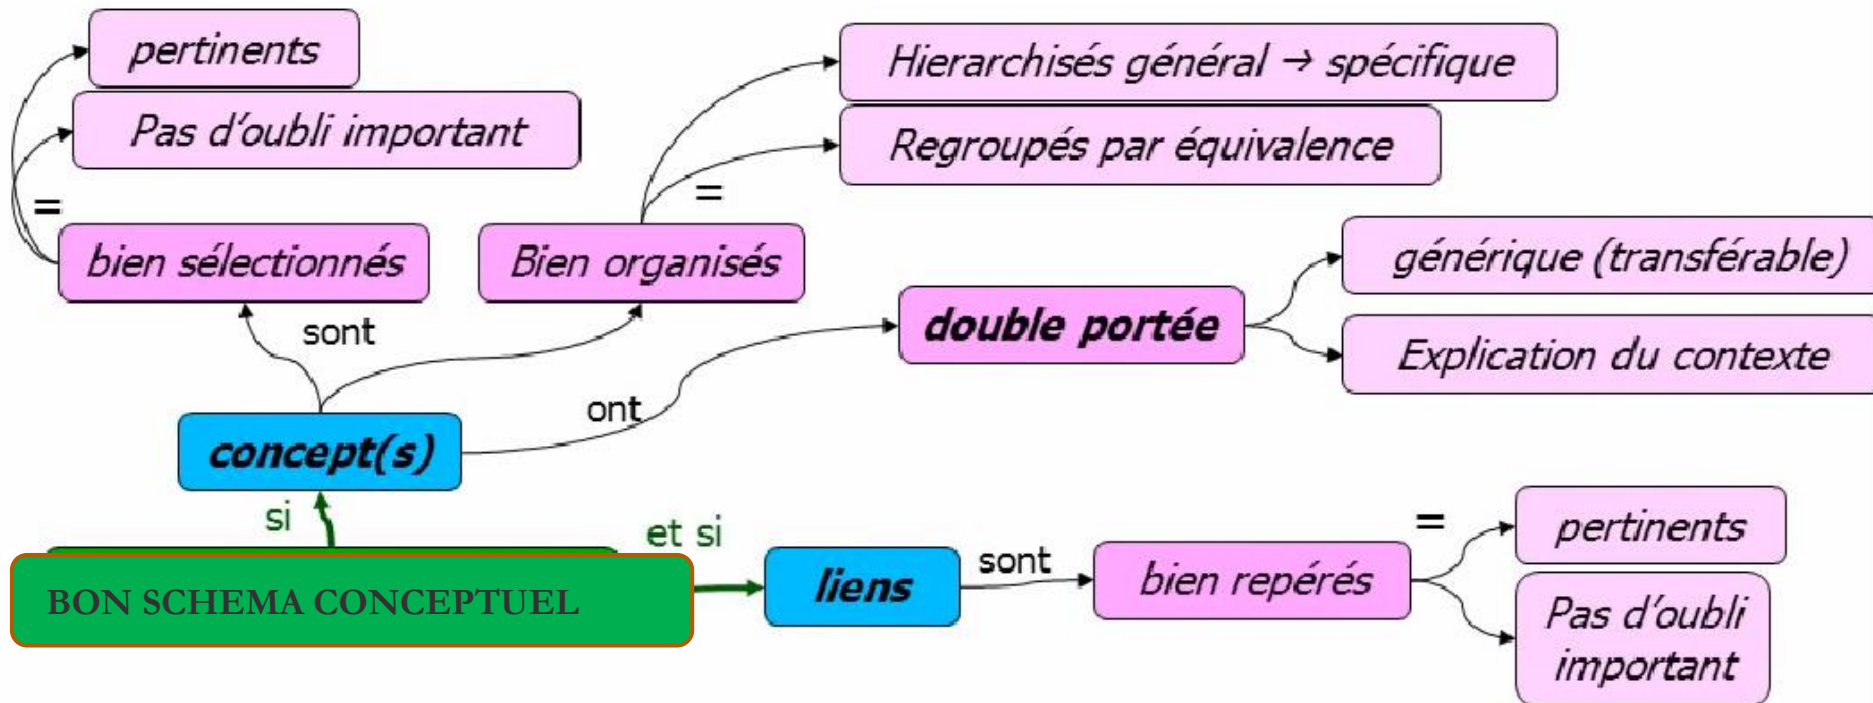 pertinents
Hierarchisés général → spécifique
Pas d'oubli important
Regroupés par équivalence
=
=
bien sélectionnés
Bien organisés
générique (transférable)
sont
double portée
Explication du contexte
ont
concept(s)
si
et si
=
pertinents
liens
sont
bien repérés
BON SCHEMA CONCEPTUEL
Pas d'oubli
important